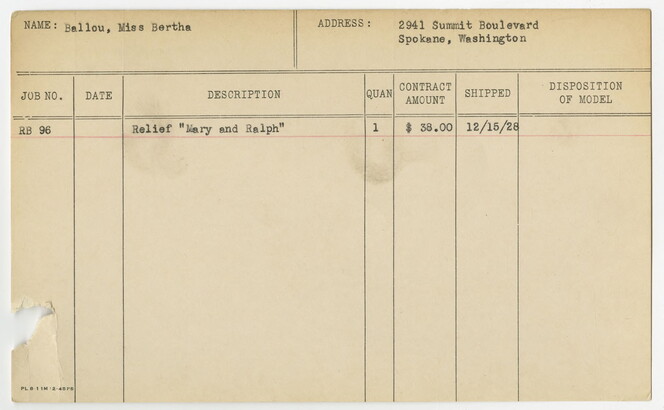 NAME: Ballou, Miss Bertha
ADDRESS: 2941 Summit Boulevard
Spokane, Washington
JOB NO. DATE DESCRIPTION QUAN CONTRACT AMOUNT SHIPPED DISPOSITION OF MODEL
RB 96 Relief "Mary and Ralph" 1 $ 38.00 12/15/28